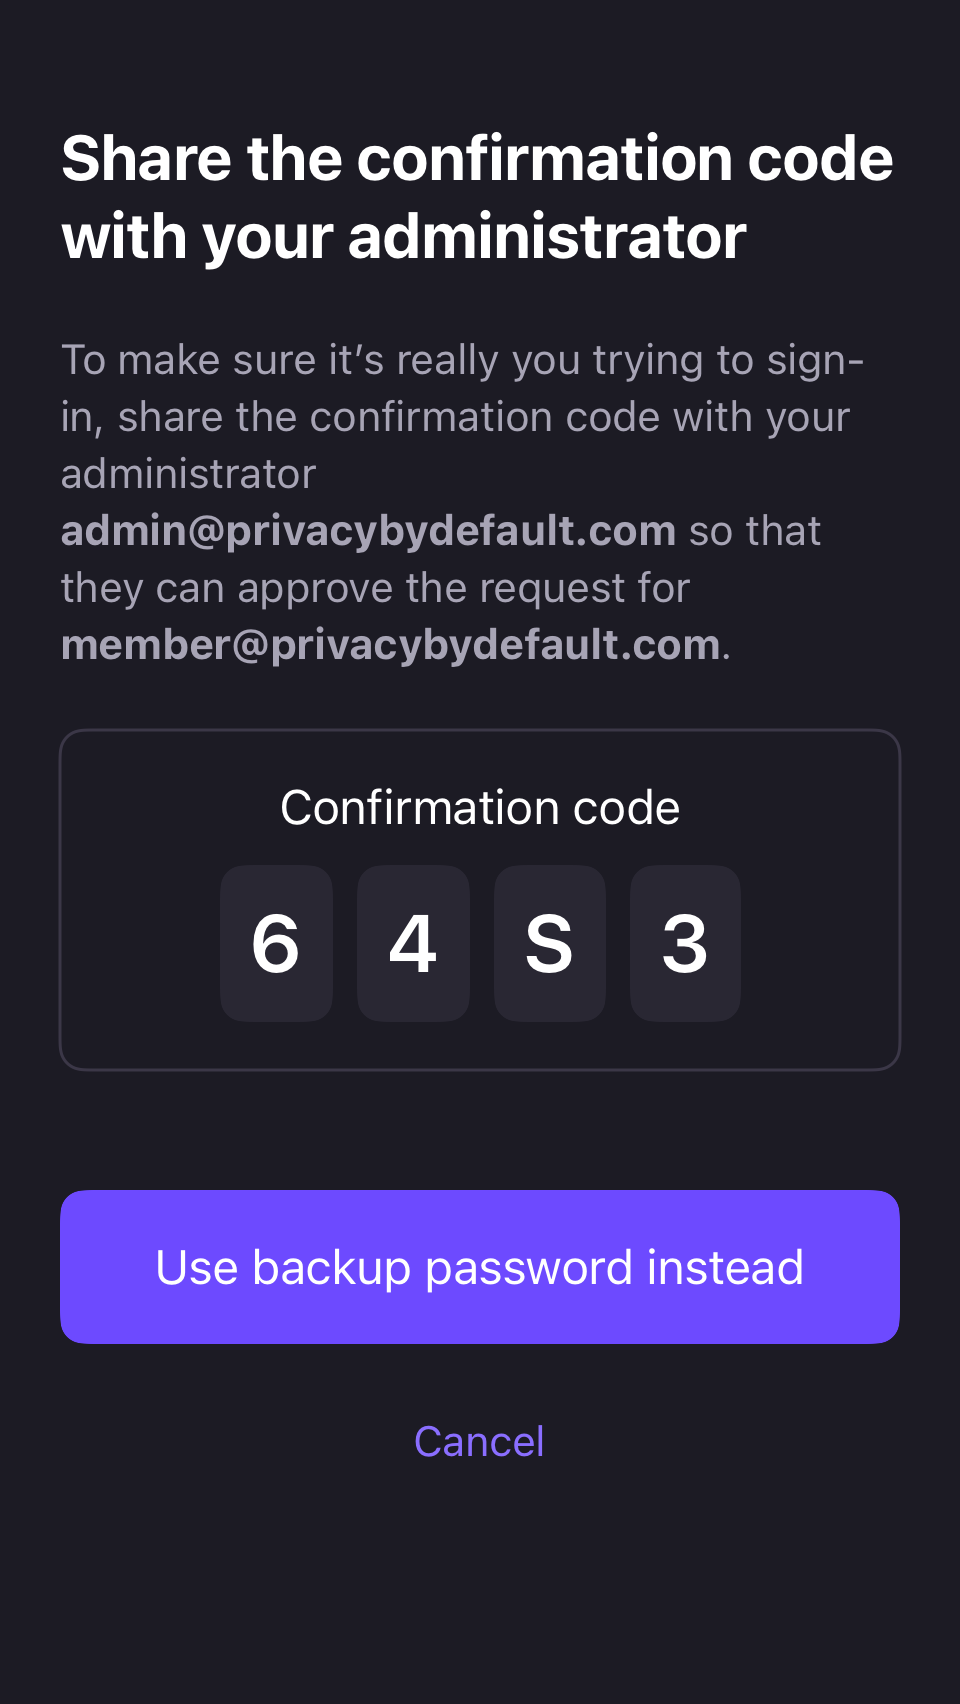 Share the confirmation code
with your administrator
To make sure it’s really you trying to sign-
in, share the confirmation code with your
administrator
admin@privacybydefault.com so that
they can approve the request for
member@privacybydefault.com.
Confirmation code
6 4 S 3
Use backup password instead
Cancel